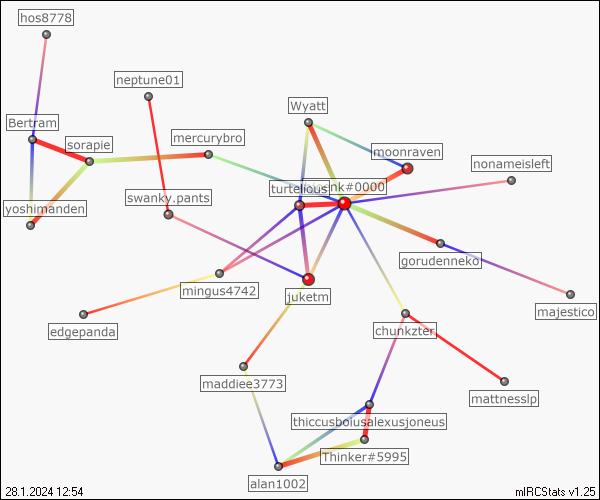 hos8778
neptune01
Wyatt
Bertram
mercurybro
sorapie
moonraven
nonameisleft
turtelious
nk#0000
swanky.pants
yoshimanden
gorudenneko
mingus4742
juketm
majestico
edgepanda
chunkzter
maddiee3773
mattnesslp
thiccusboiusalexusjoneus
Thinker#5995
alan1002
28.1.2024 12:54
mIRCStats v1.25